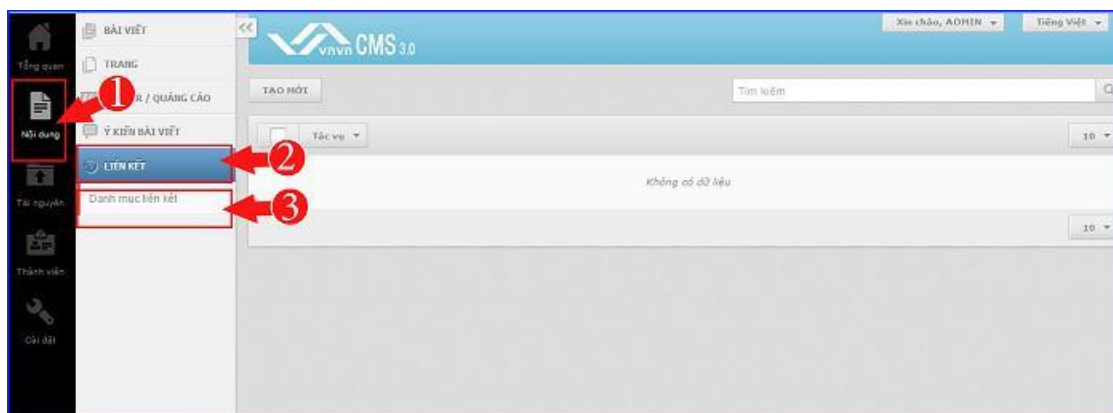 Tổng quan
Nội dung
Tài nguyên
Thành viên
Cài đặt
BÀI VIẾT
TRANG
R / QUẢNG CÁO
Ý KIẾN BÀI VIẾT
LIÊN KẾT
Danh mục liên kết
1
2
3
<<
vnvn CMS 3.0
Xin chào, ADMIN
Tiếng Việt
TẠO MỚI
Tìm kiếm
Tác vụ
10
Không có dữ liệu
10